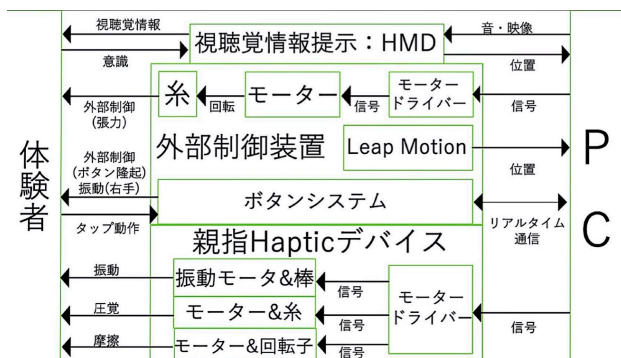 視聴覚情報
意識
視聴覚情報提示：HMD
音・映像
位置
外部制御
(張力)
糸
回転
モーター
信号
モーター
ドライバー
信号
外部制御装置
Leap Motion
位置
体験者
PC
外部制御
(ボタン隆起)
振動(右手)
タップ動作
ボタンシステム
リアルタイム
通信
親指Hapticデバイス
振動
振動モータ&棒
信号
圧覚
モーター&糸
信号
モーター
ドライバー
信号
摩擦
モーター&回転子
信号